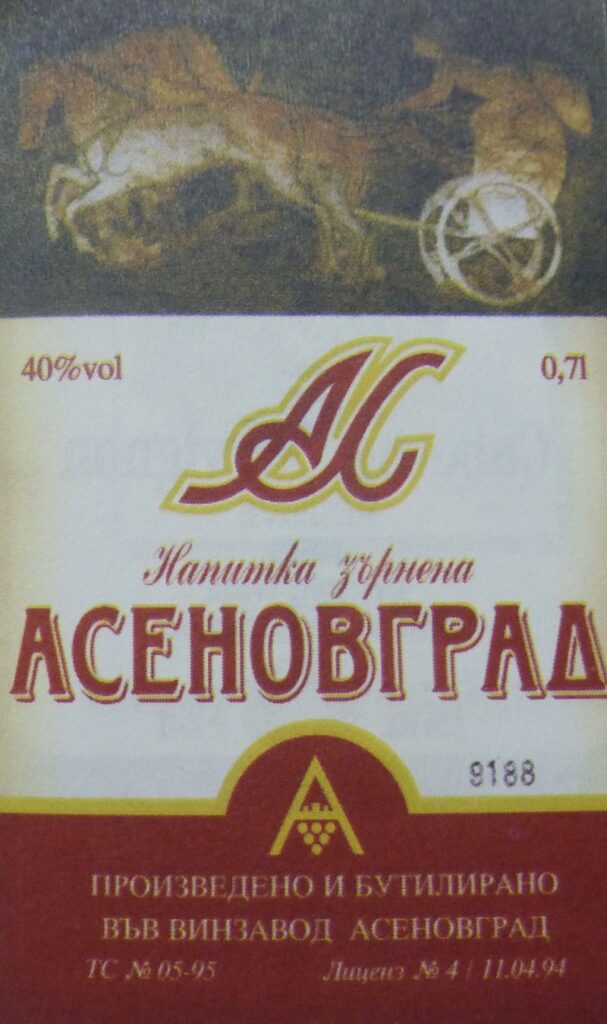 40%vol
0,7l
АС
Напитка зърнена
АСЕНОВГРАД
9188
А
ПРОИЗВЕДЕНО И БУТИЛИРАНО
ВЪВ ВИНЗАВОД АСЕНОВГРАД
ТС № 05-95 Лиценз № 4 / 11.04.94